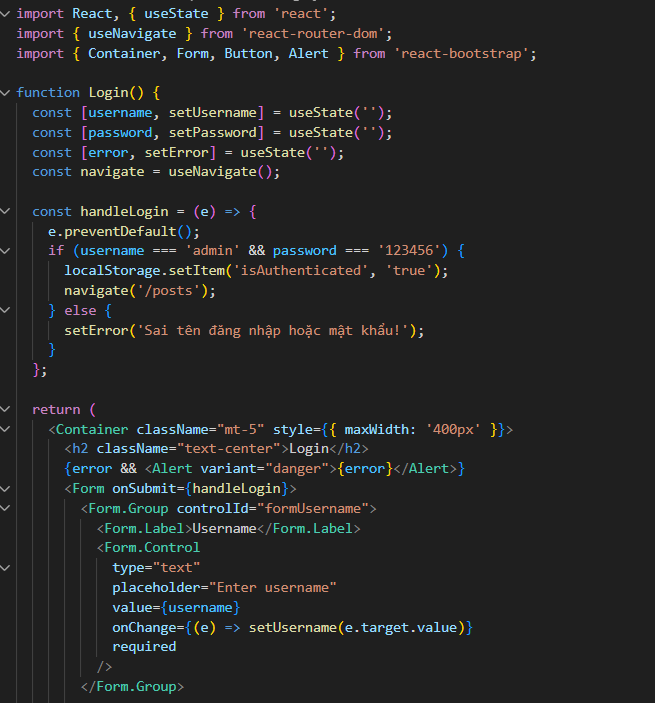 import React, { useState } from 'react';
import { useNavigate } from 'react-router-dom';
import { Container, Form, Button, Alert } from 'react-bootstrap';
function Login() {
const [username, setUsername] = useState('');
const [password, setPassword] = useState('');
const [error, setError] = useState('');
const navigate = useNavigate();
const handleLogin = (e) => {
e.preventDefault();
if (username === 'admin' && password === '123456') {
localStorage.setItem('isAuthenticated', 'true');
navigate('/posts');
} else {
setError('Sai tên đăng nhập hoặc mật khẩu!');
}
};
return (
<Container className="mt-5" style={{ maxWidth: '400px' }}>
<h2 className="text-center">Login</h2>
{error && <Alert variant="danger">{error}</Alert>}
<Form onSubmit={handleLogin}>
<Form.Group controlId="formUsername">
<Form.Label>Username</Form.Label>
<Form.Control
type="text"
placeholder="Enter username"
value={username}
onChange={(e) => setUsername(e.target.value)}
required
/>
</Form.Group>